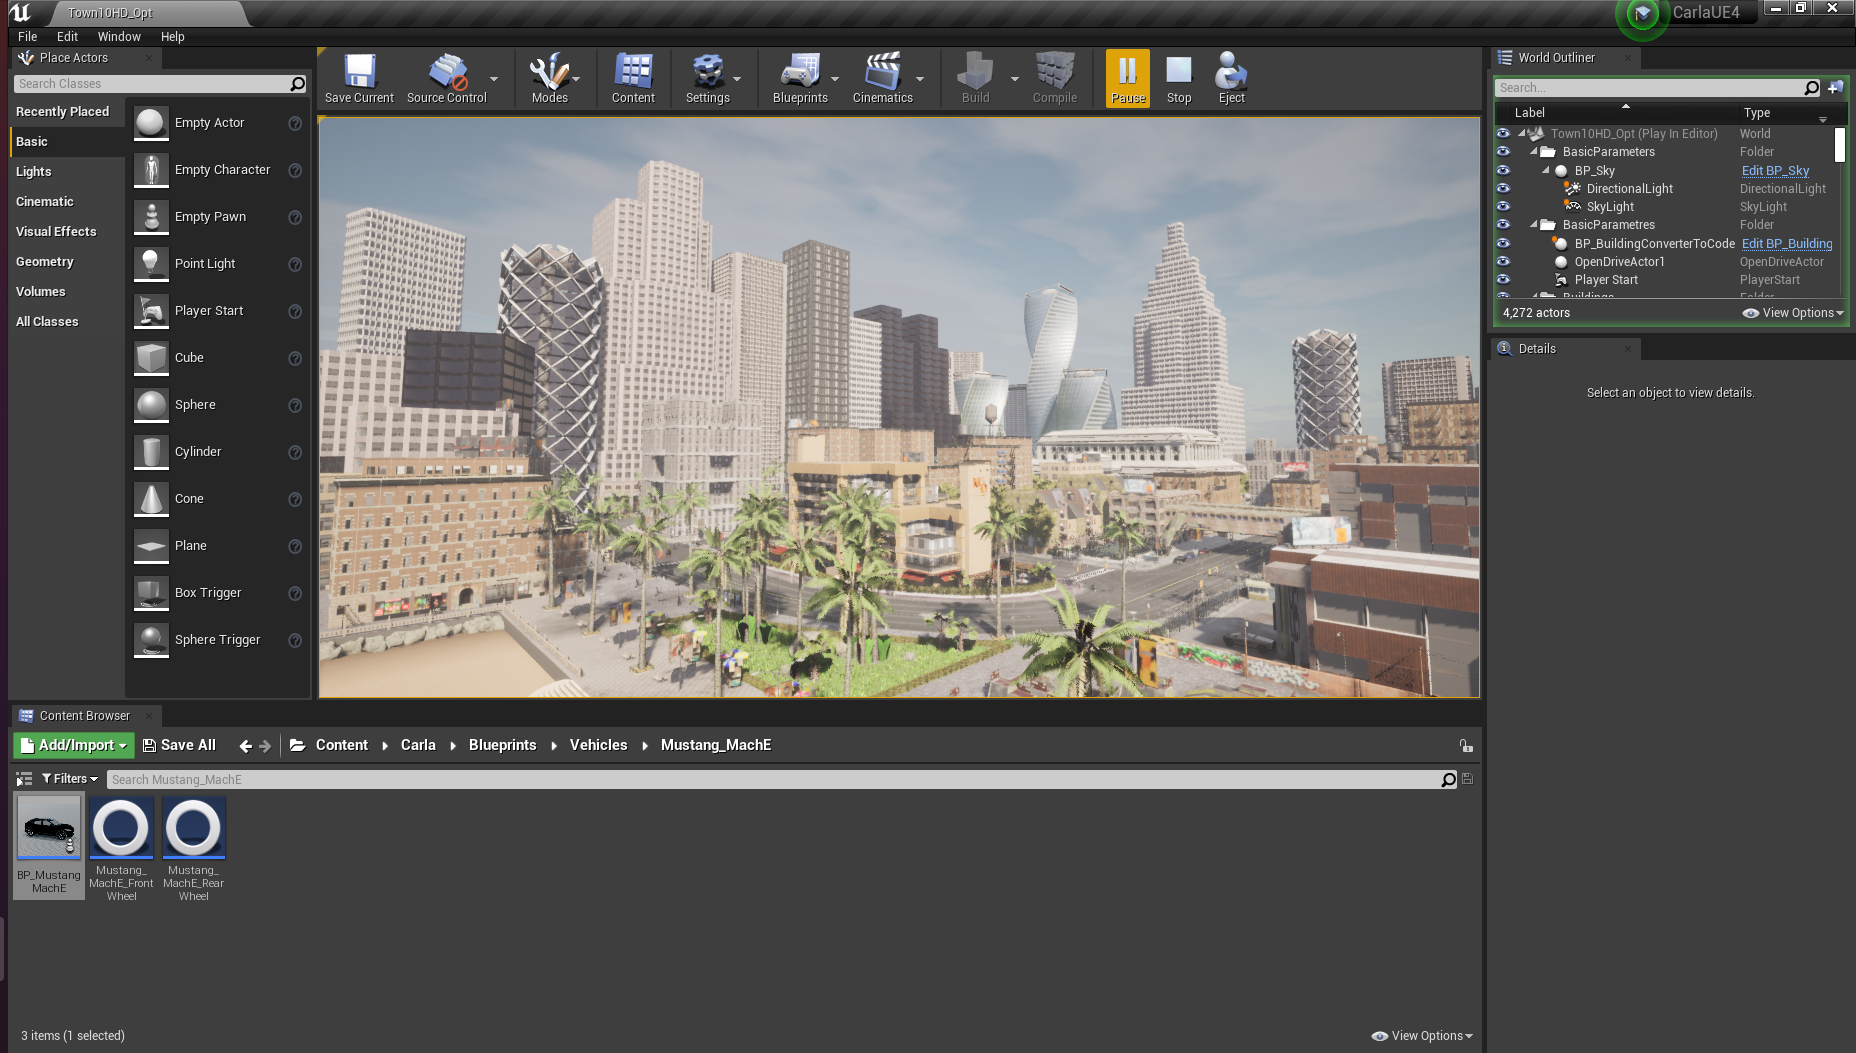 Town10HD_Opt
CarlaUE4
File Edit Window Help
Place Actors
Search Classes
Recently Placed
Basic
Lights
Cinematic
Visual Effects
Geometry
Volumes
All Classes
Empty Actor
Empty Character
Empty Pawn
Point Light
Player Start
Cube
Sphere
Cylinder
Cone
Plane
Box Trigger
Sphere Trigger
Save Current
Source Control
Modes
Content
Settings
Blueprints
Cinematics
Build
Compile
Pause
Stop
Eject
World Outliner
Search...
Label Type
Town10HD_Opt (Play In Editor) World
BasicParameters Folder
BP_Sky Edit BP_Sky
DirectionalLight DirectionalLight
SkyLight SkyLight
BasicParametres Folder
BP_BuildingConverterToCode Edit BP_Building
OpenDriveActor1 OpenDriveActor
Player Start PlayerStart
Buildings Folder
4,272 actors View Options
Details
Select an object to view details.
Content Browser
Add/Import Save All Content Carla Blueprints Vehicles Mustang_MachE
Filters Search Mustang_MachE
BP_Mustang
MachE
Mustang_
MachE_Front
Wheel
Mustang_
MachE_Rear
Wheel
3 items (1 selected)
View Options